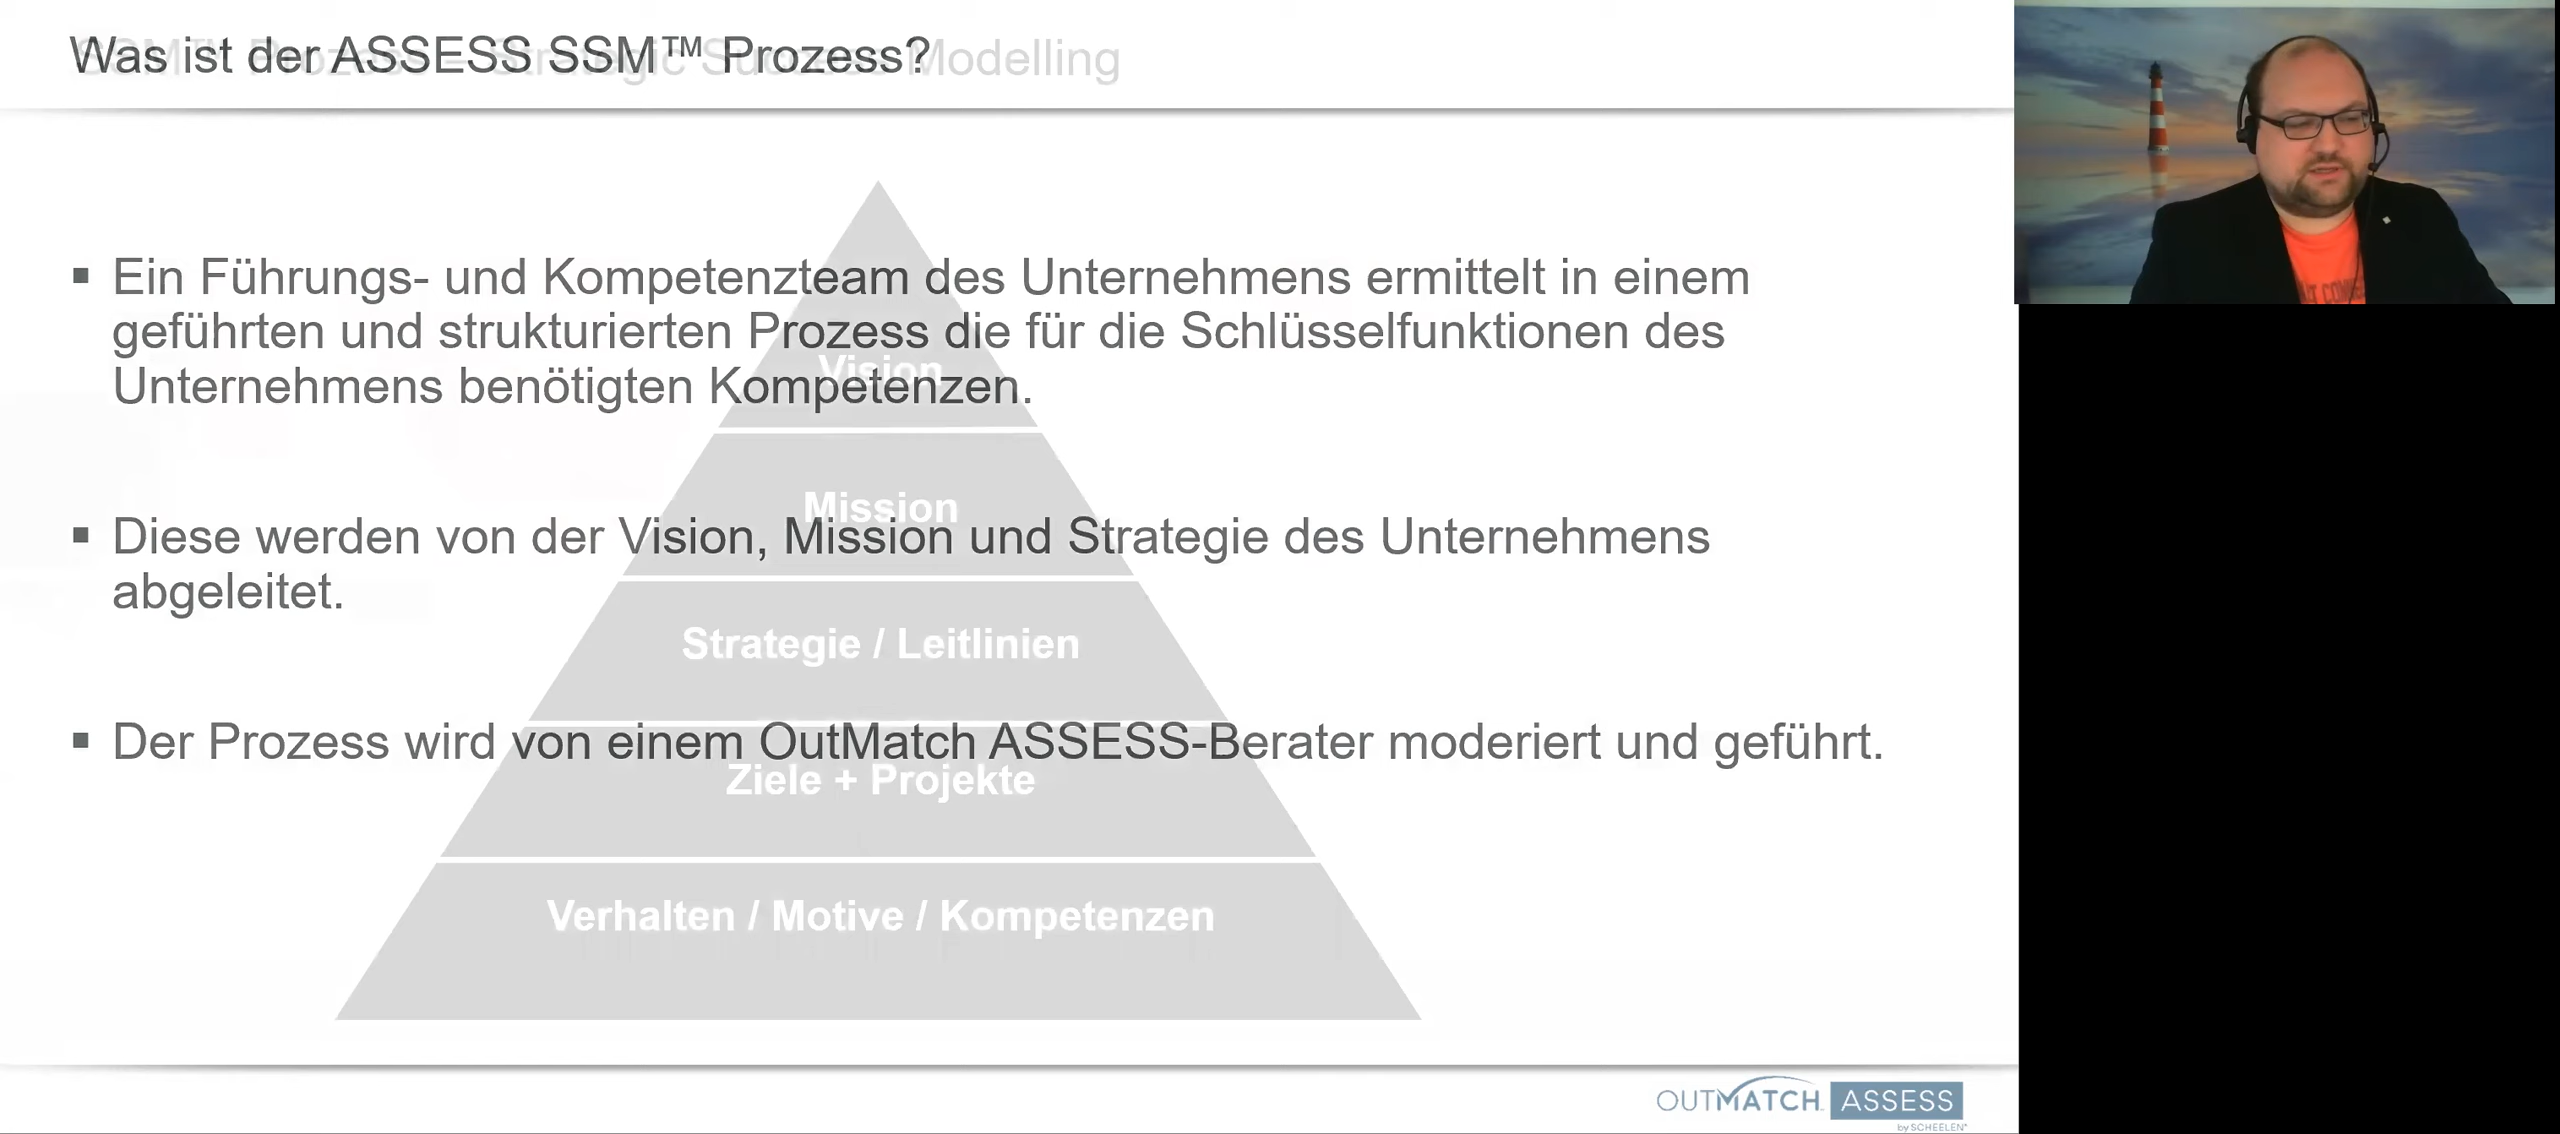 Was ist der ASSESS SSM™ Prozess?
SSM™ Prozess – Strategic Success Modelling
▪ Ein Führungs- und Kompetenzteam des Unternehmens ermittelt in einem
geführten und strukturierten Prozess die für die Schlüsselfunktionen des
Unternehmens benötigten Kompetenzen.
Vision
Mission
▪ Diese werden von der Vision, Mission und Strategie des Unternehmens
abgeleitet.
Strategie / Leitlinien
▪ Der Prozess wird von einem OutMatch ASSESS-Berater moderiert und geführt.
Ziele + Projekte
Verhalten / Motive / Kompetenzen
OUTMATCH ASSESS
by SCHEELEN®